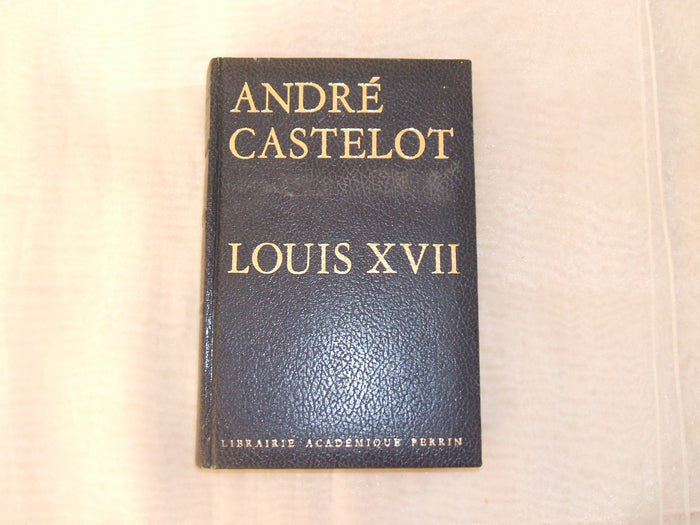 ANDRÉ
CASTELOT
LOUIS XVII
LIBRAIRIE ACADÉMIQUE PERRIN